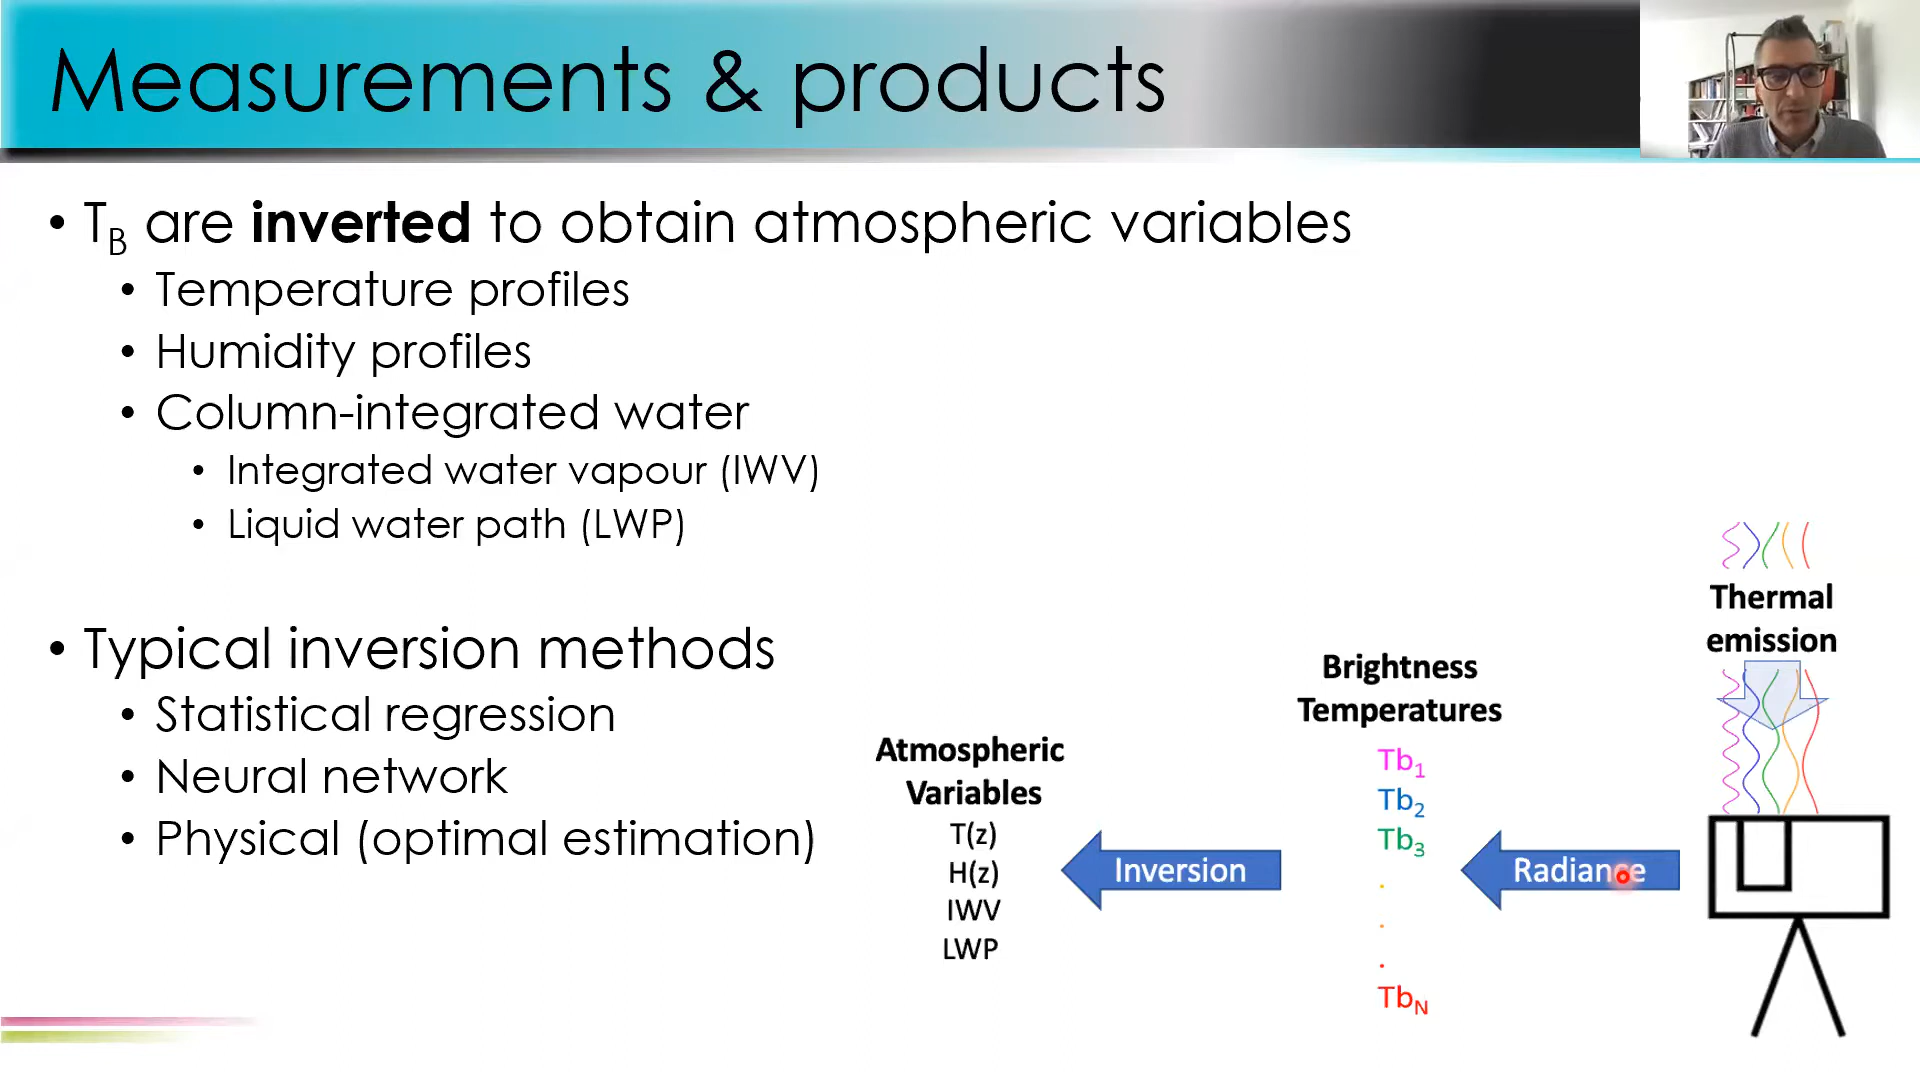 Measurements & products
• T_B are inverted to obtain atmospheric variables
• Temperature profiles
• Humidity profiles
• Column-integrated water
• Integrated water vapour (IWV)
• Liquid water path (LWP)
• Typical inversion methods
• Statistical regression
• Neural network
• Physical (optimal estimation)
Atmospheric
Variables
T(z)
H(z)
IWV
LWP
Inversion
Brightness
Temperatures
Tb₁
Tb₂
Tb₃
.
.
.
Tb_N
Radiance
Thermal
emission